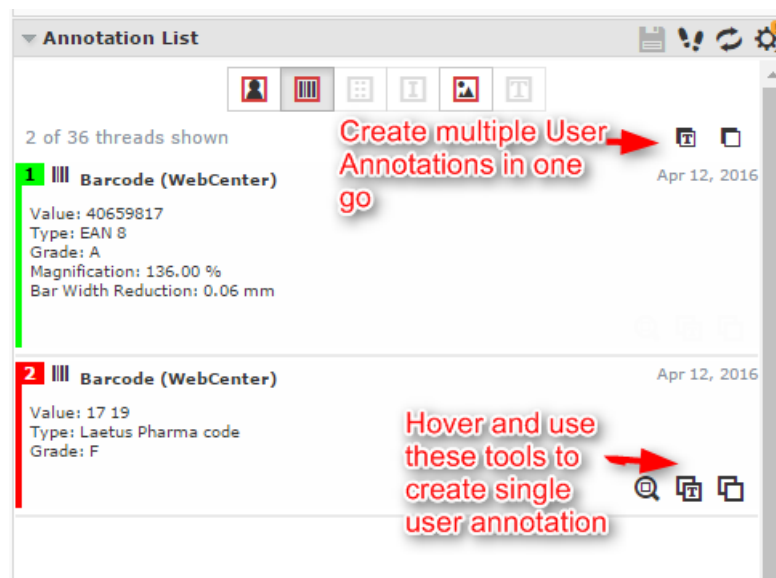 Annotation List
2 of 36 threads shown
Create multiple User
Annotations in one
go
1 Barcode (WebCenter)
Apr 12, 2016
Value: 40659817
Type: EAN 8
Grade: A
Magnification: 136.00 %
Bar Width Reduction: 0.06 mm
2 Barcode (WebCenter)
Apr 12, 2016
Value: 17 19
Type: Laetus Pharma code
Grade: F
Hover and use
these tools to
create single
user annotation